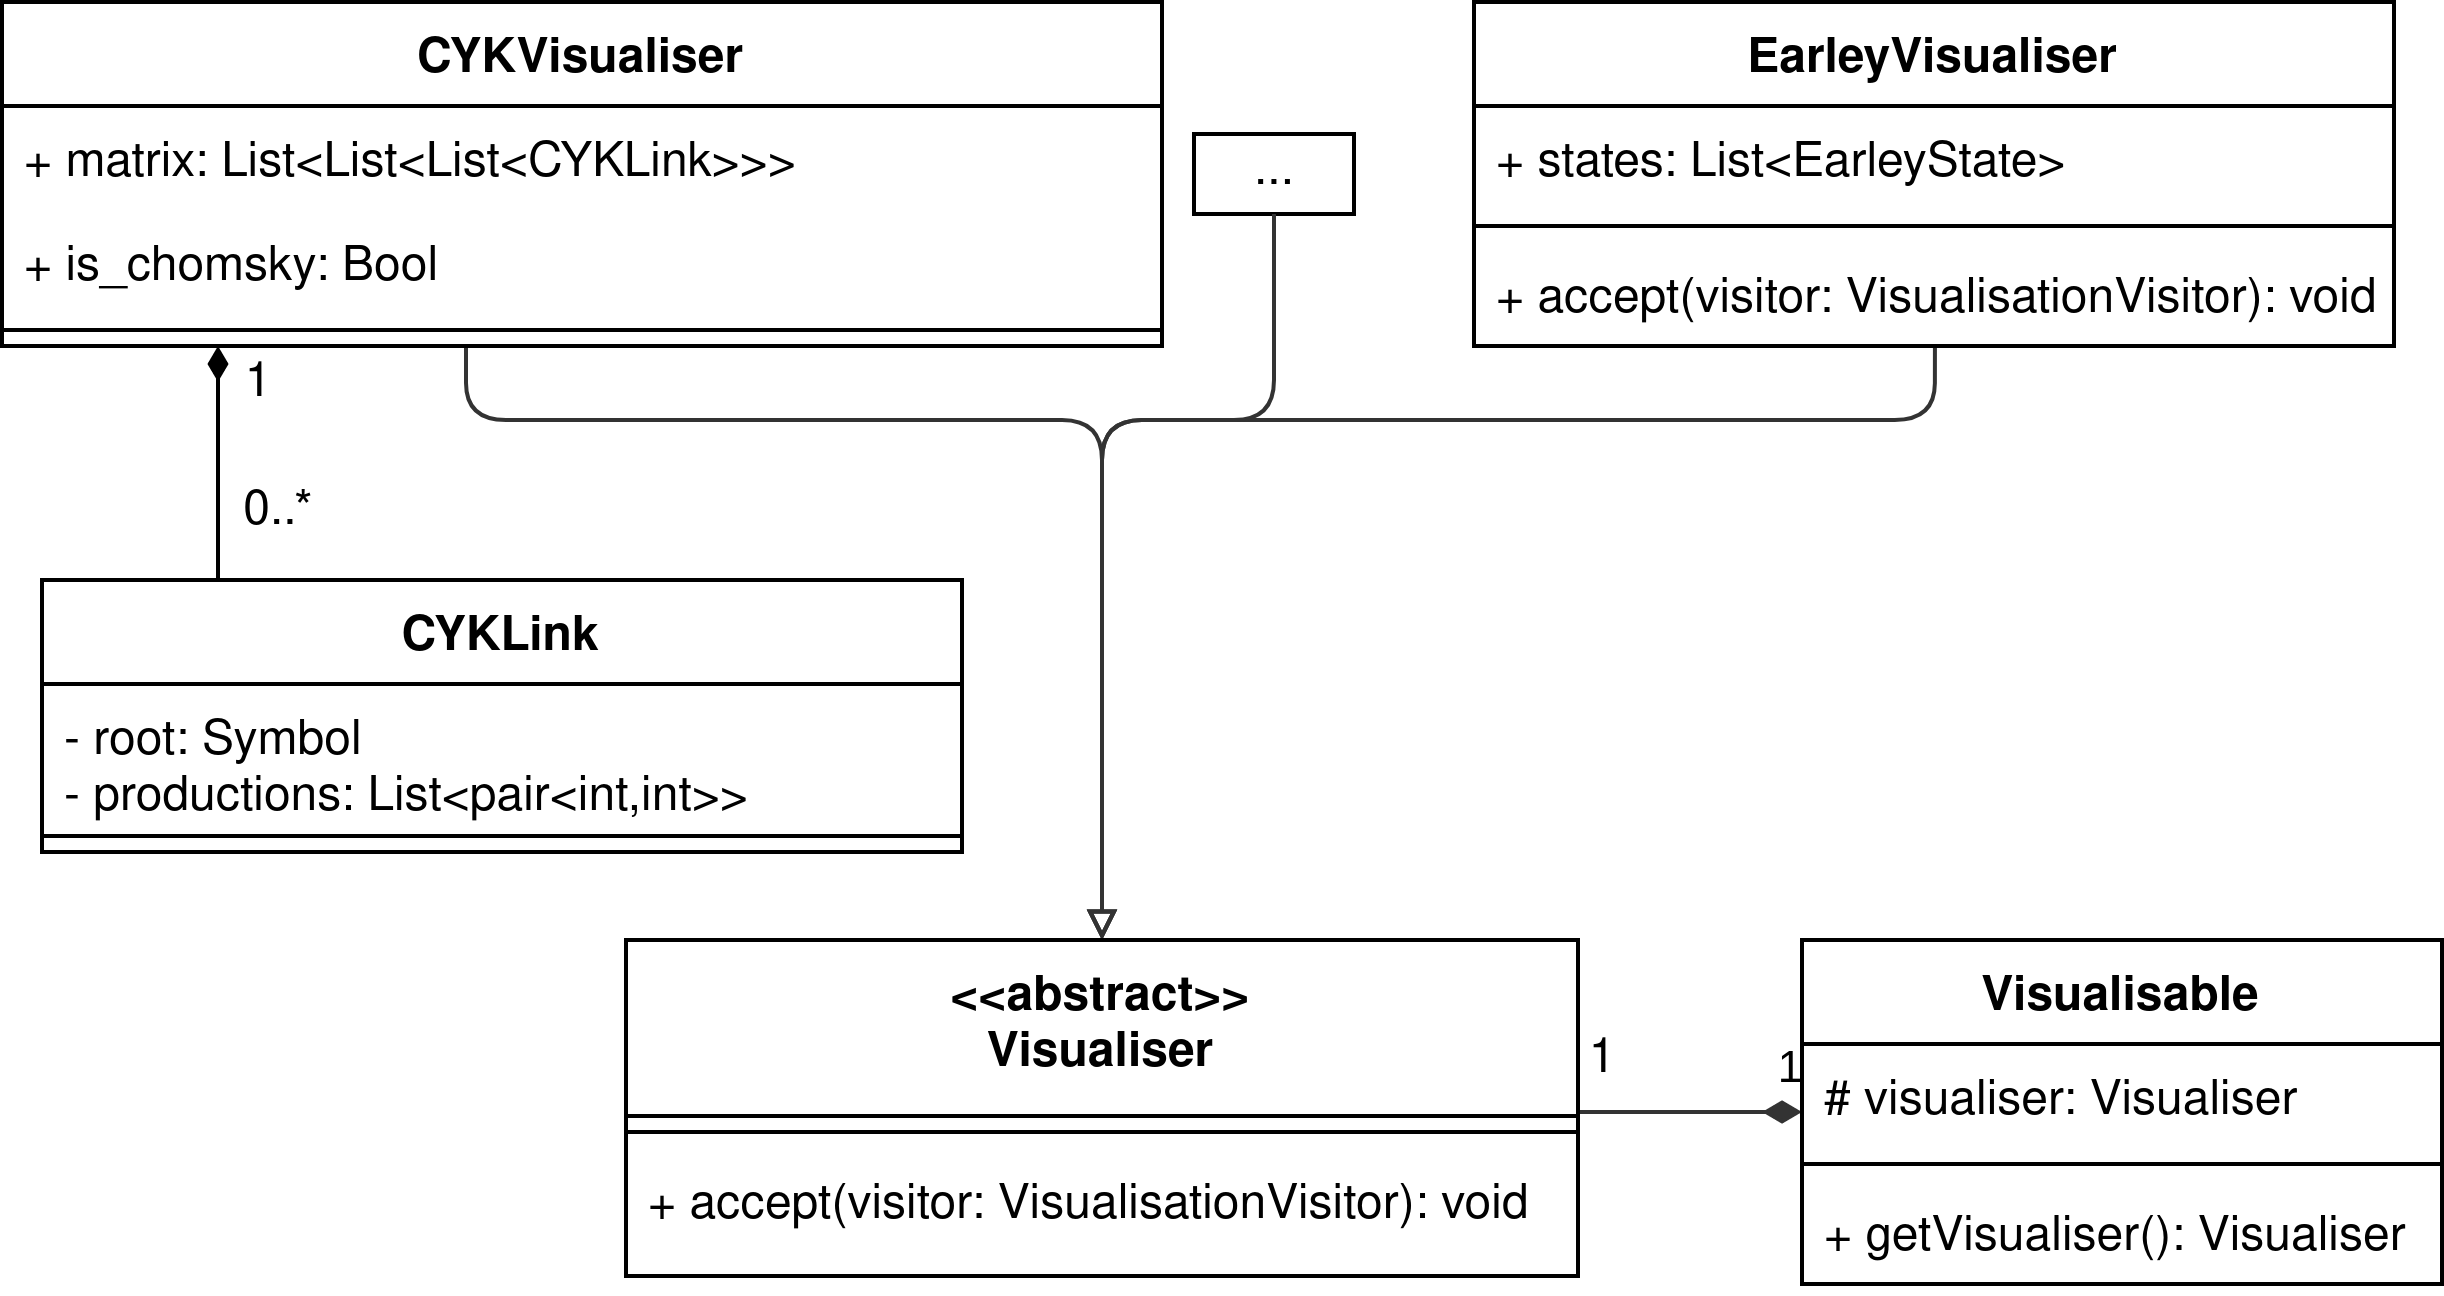 CYKVisualiser
+ matrix: List<List<List<CYKLink>>>
+ is_chomsky: Bool
...
EarleyVisualiser
+ states: List<EarleyState>
+ accept(visitor: VisualisationVisitor): void
1
0..*
CYKLink
- root: Symbol
- productions: List<pair<int,int>>
<<abstract>>
Visualiser
+ accept(visitor: VisualisationVisitor): void
1
1
Visualisable
# visualiser: Visualiser
+ getVisualiser(): Visualiser